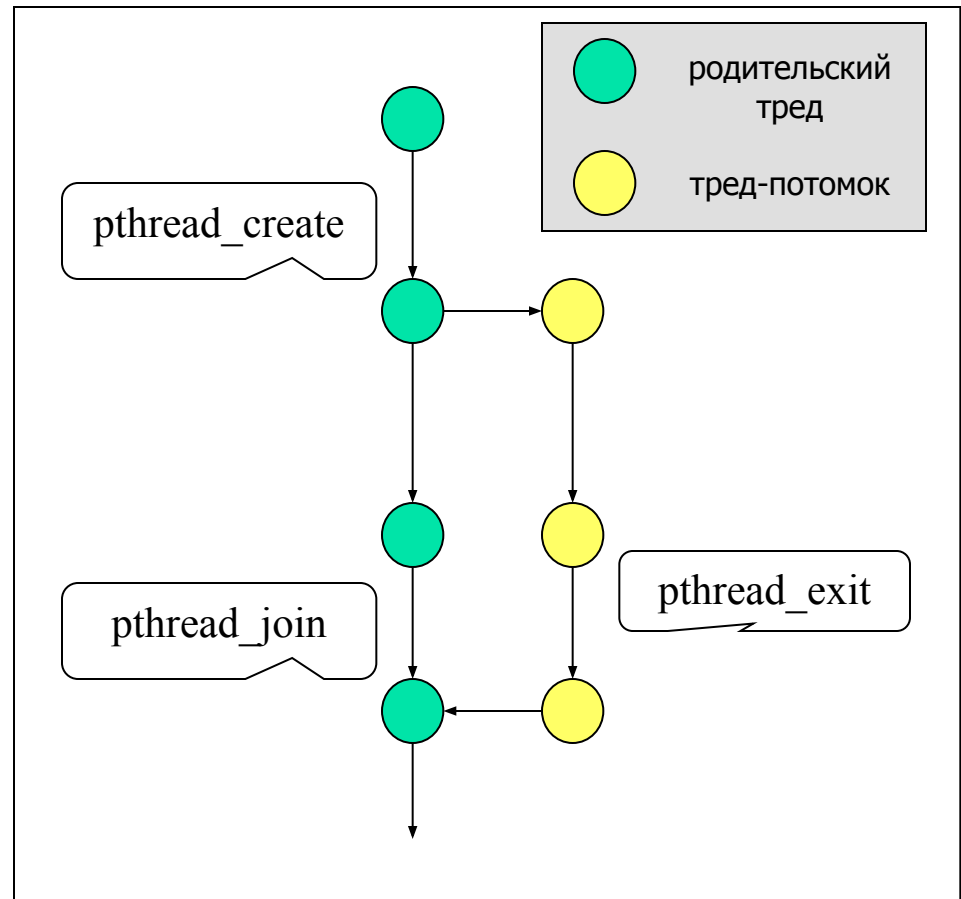 родительский
тред
тред-потомок
pthread_create
pthread_exit
pthread_join